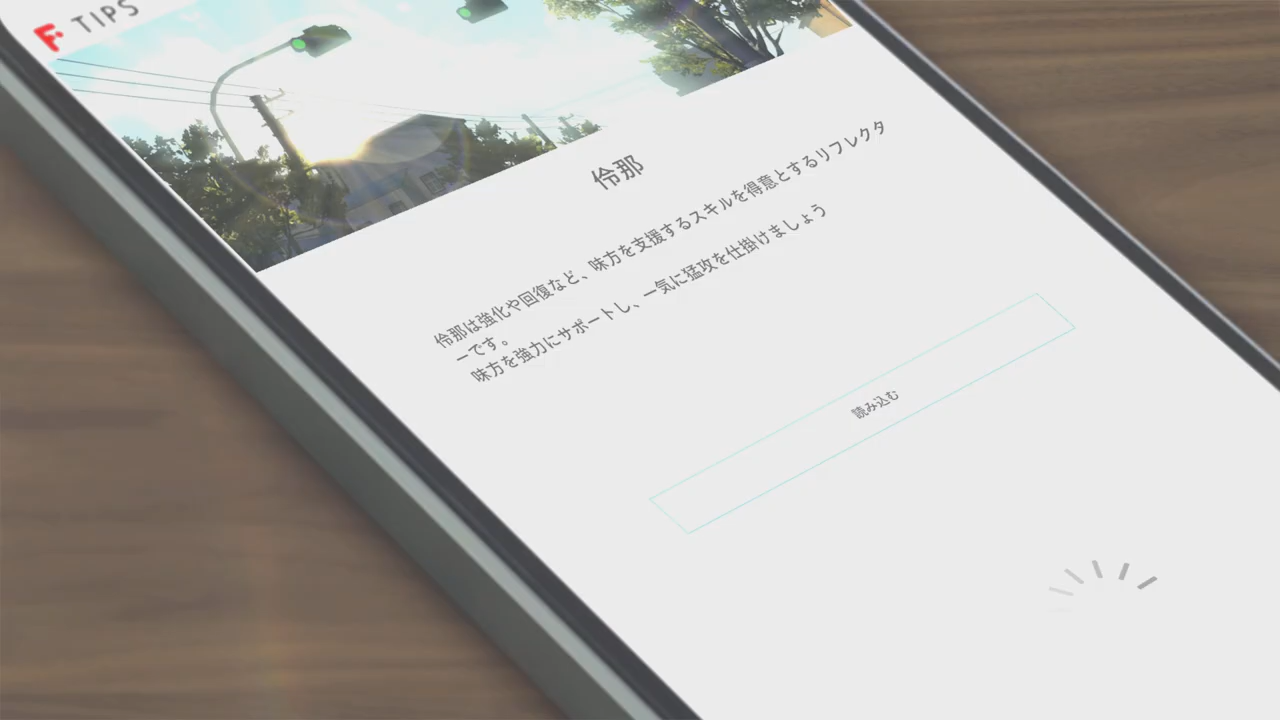 F TIPS
伶那
伶那は強化や回復など、味方を支援するスキルを得意とするリフレクタ
ーです。
味方を強力にサポートし、一気に猛攻を仕掛けましょう
読み込む